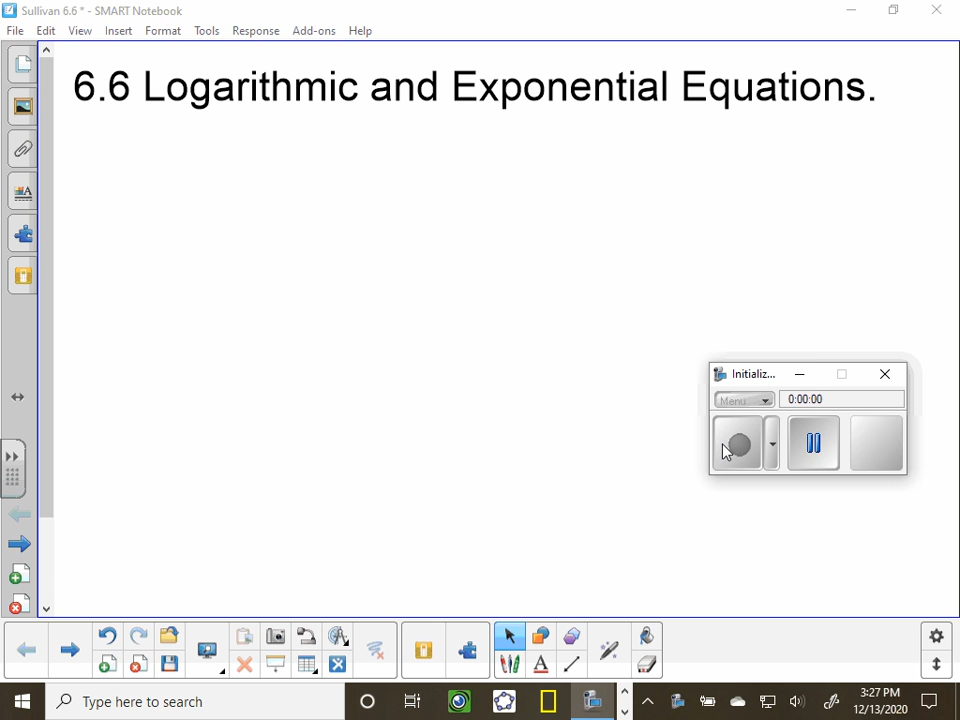 Sullivan 6.6 * - SMART Notebook
File Edit View Insert Format Tools Response Add-ons Help
6.6 Logarithmic and Exponential Equations.
Initializ...
Menu 0:00:00
Type here to search
3:27 PM
12/13/2020